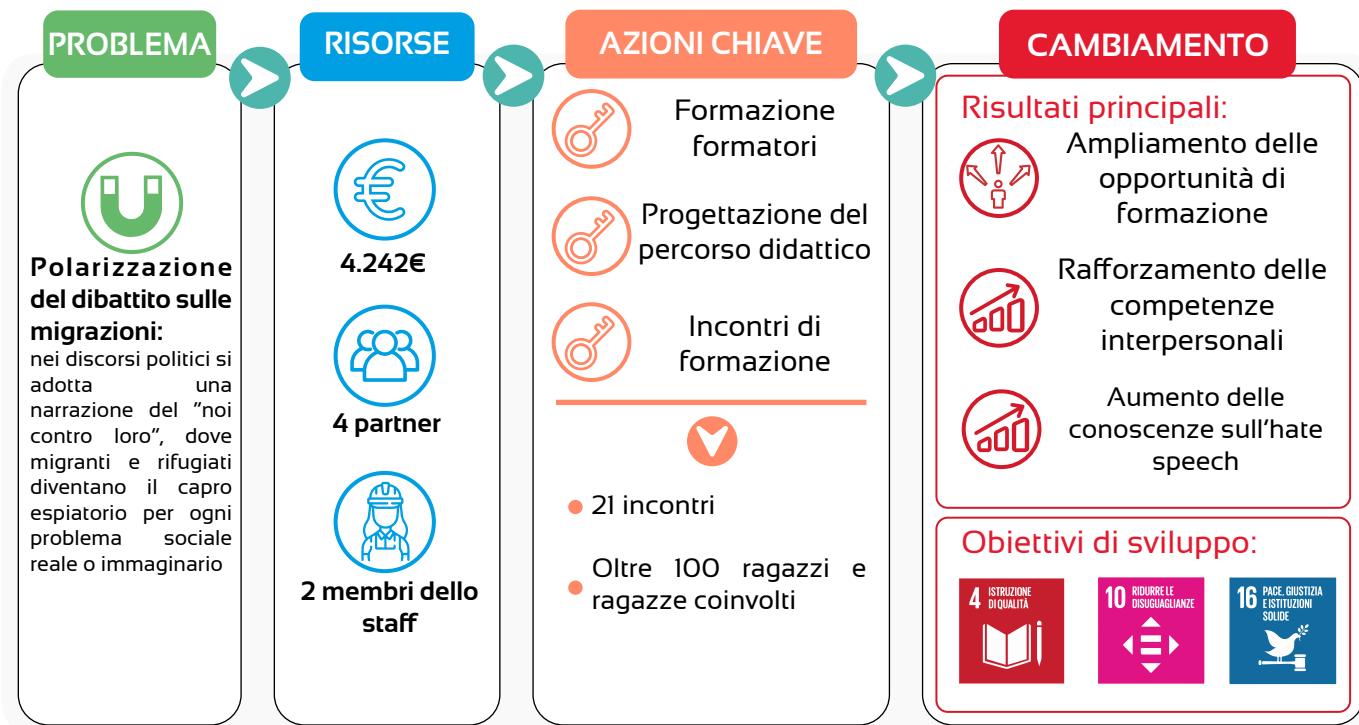 PROBLEMA
Polarizzazione
del dibattito sulle
migrazioni:
nei discorsi politici si
adotta una
narrazione del "noi
contro loro", dove
migranti e rifugiati
diventano il capro
espiatorio per ogni
problema sociale
reale o immaginario
RISORSE
4.242€
4 partner
2 membri dello
staff
AZIONI CHIAVE
Formazione
formatori
Progettazione del
percorso didattico
Incontri di
formazione
21 incontri
Oltre 100 ragazzi e
ragazze coinvolti
CAMBIAMENTO
Risultati principali:
Ampliamento delle
opportunità di
formazione
Rafforzamento delle
competenze
interpersonali
Aumento delle
conoscenze sull'hate
speech
Obiettivi di sviluppo:
4 ISTRUZIONE
DI QUALITÀ
10 RIDURRE LE
DISUGUAGLIANZE
16 PACE, GIUSTIZIA
E ISTITUZIONI
SOLIDE